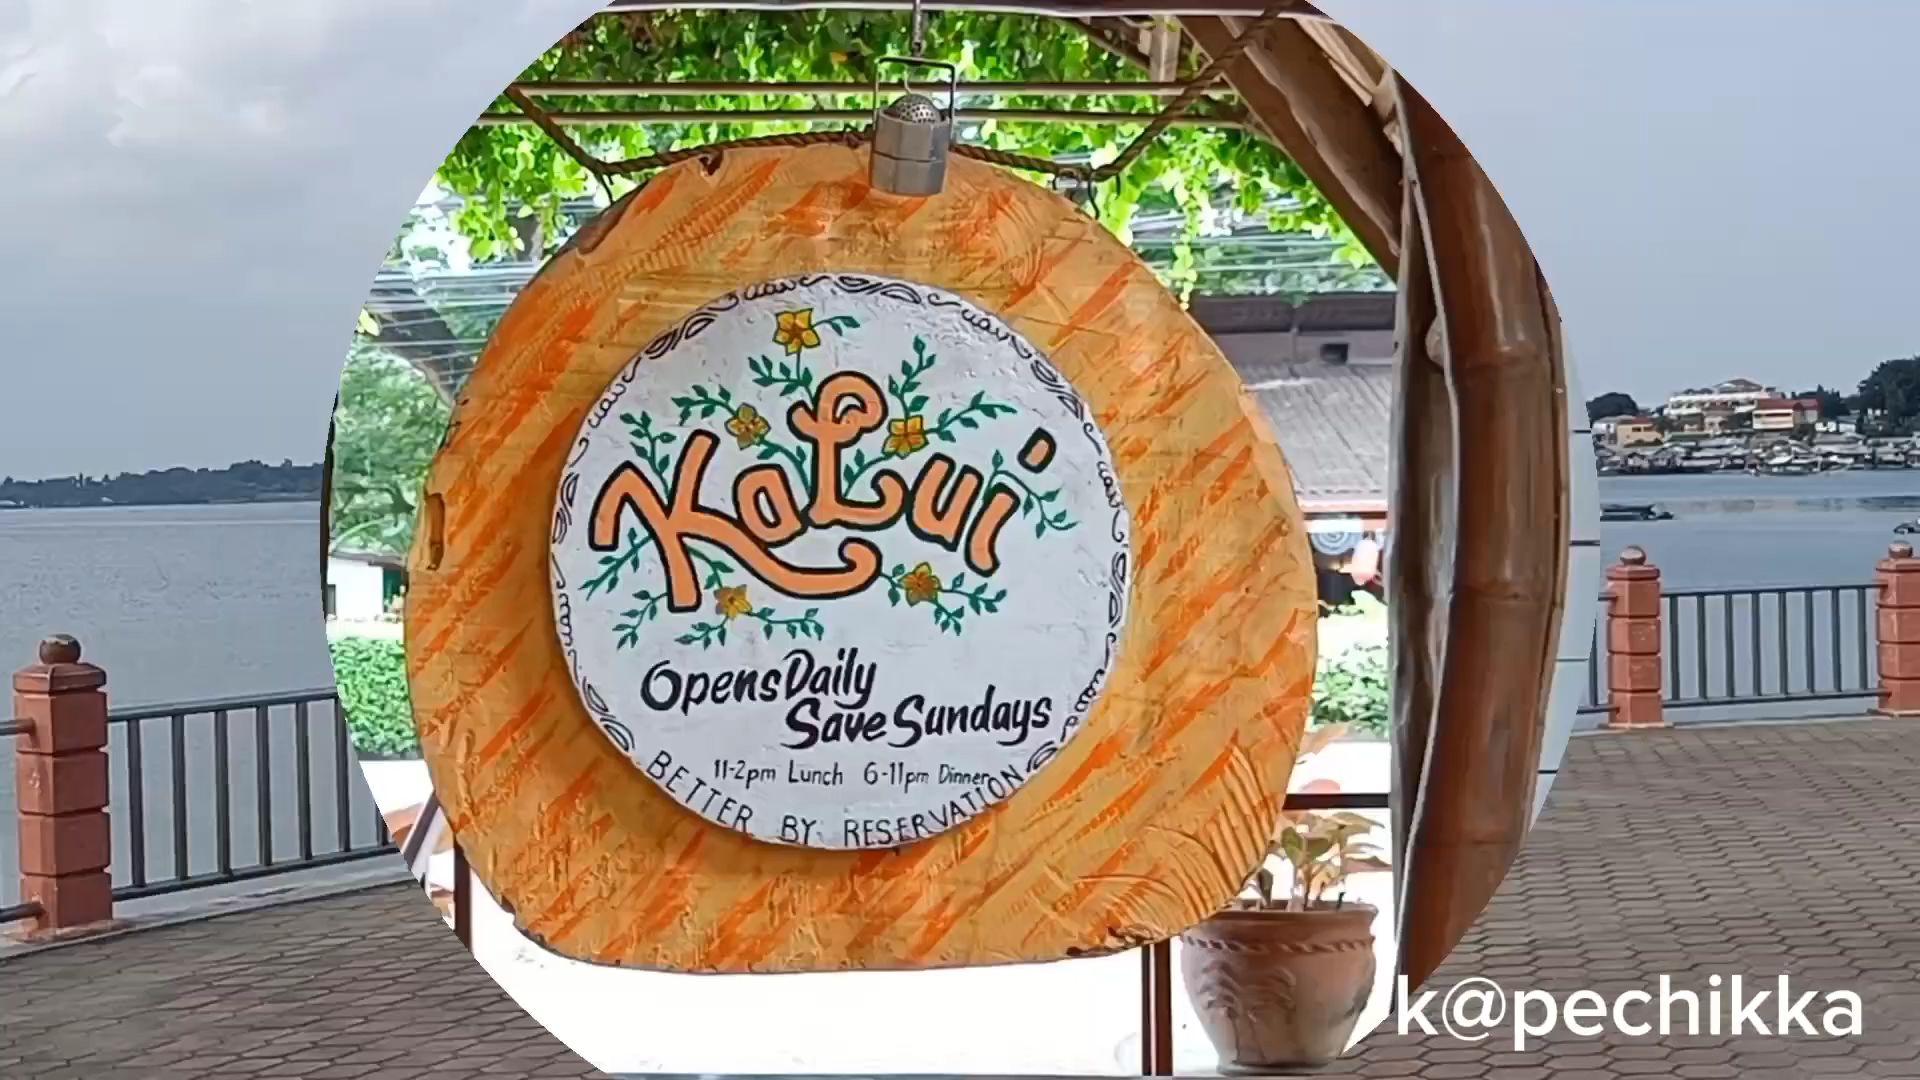 KaLui
Opens Daily
Save Sundays
11-2pm Lunch 6-11pm Dinner
BETTER BY RESERVATION
k@pechikka